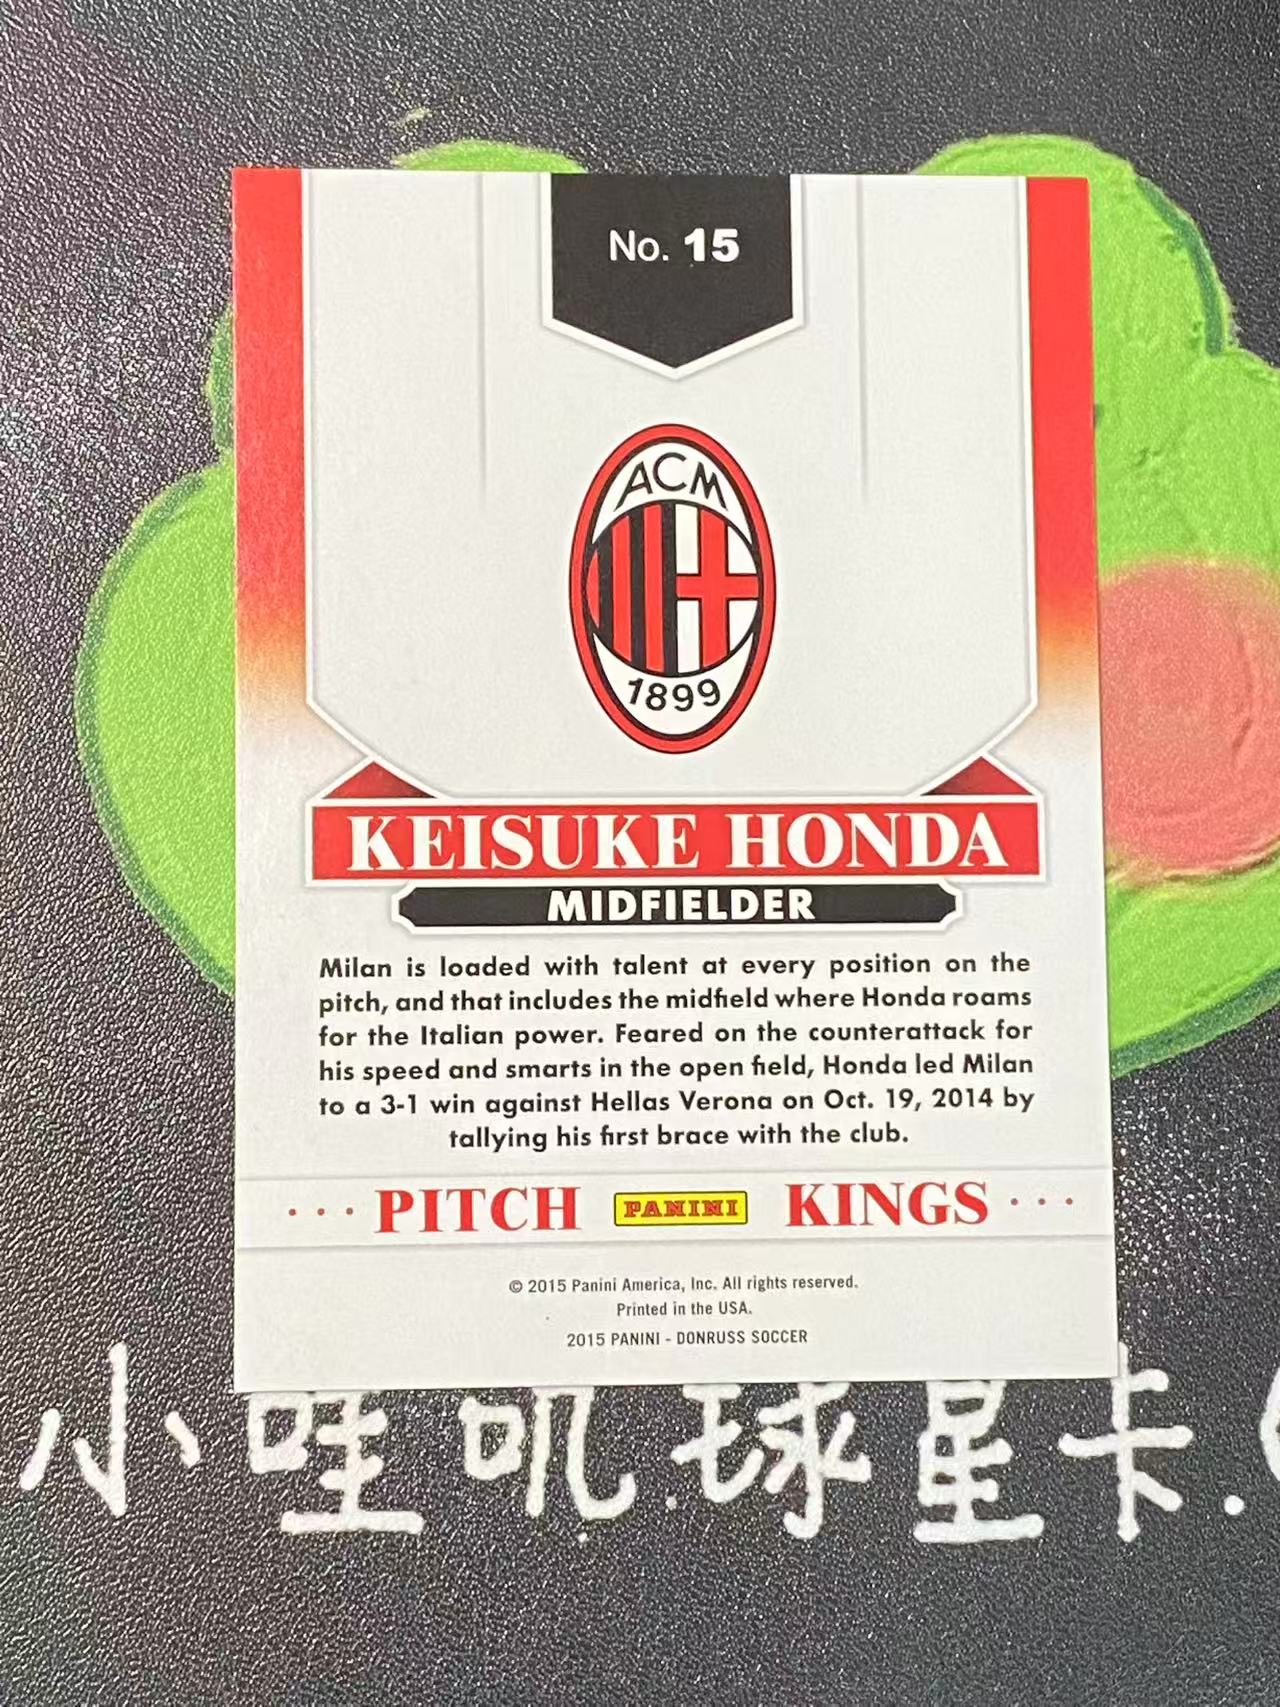 No. 15
ACM
1899
KEISUKE HONDA
MIDFIELDER
Milan is loaded with talent at every position on the
pitch, and that includes the midfield where Honda roams
for the Italian power. Feared on the counterattack for
his speed and smarts in the open field, Honda led Milan
to a 3-1 win against Hellas Verona on Oct. 19, 2014 by
tallying his first brace with the club.
• • • PITCH PANINI KINGS • • •
© 2015 Panini America, Inc. All rights reserved.
Printed in the USA.
2015 PANINI - DONRUSS SOCCER
小哇叽.球星卡.